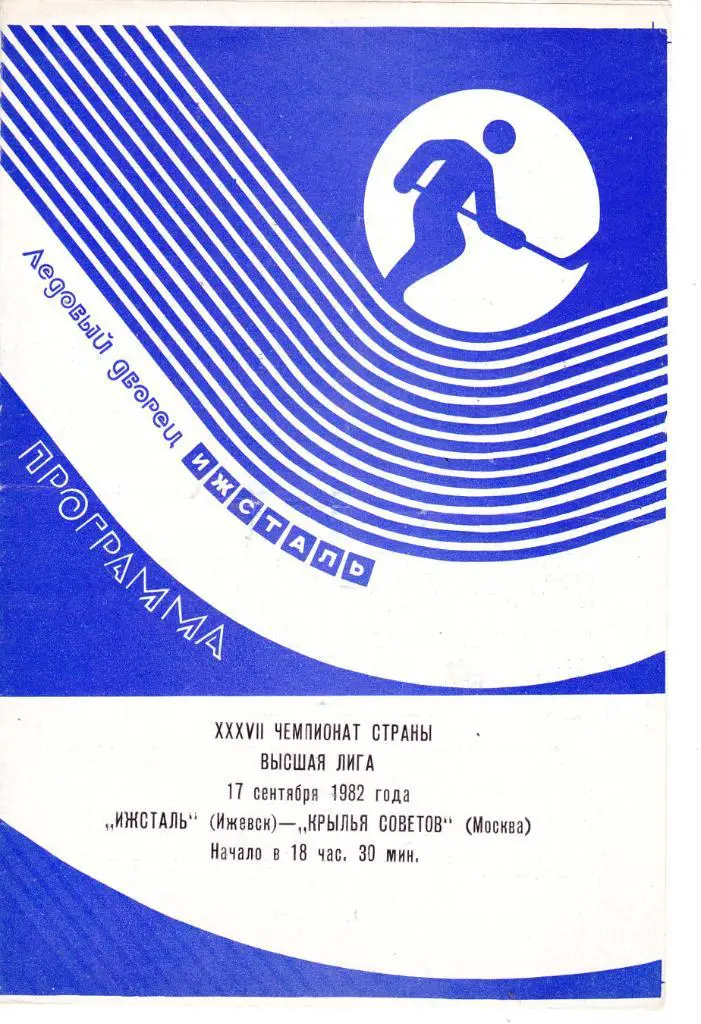 Ледовый дворец
ИЖСТАЛЬ
ПРОГРАММА
XXXVII ЧЕМПИОНАТ СТРАНЫ
ВЫСШАЯ ЛИГА
17 сентября 1982 года
„ИЖСТАЛЬ" (Ижевск)—„КРЫЛЬЯ СОВЕТОВ" (Москва)
Начало в 18 час. 30 мин.